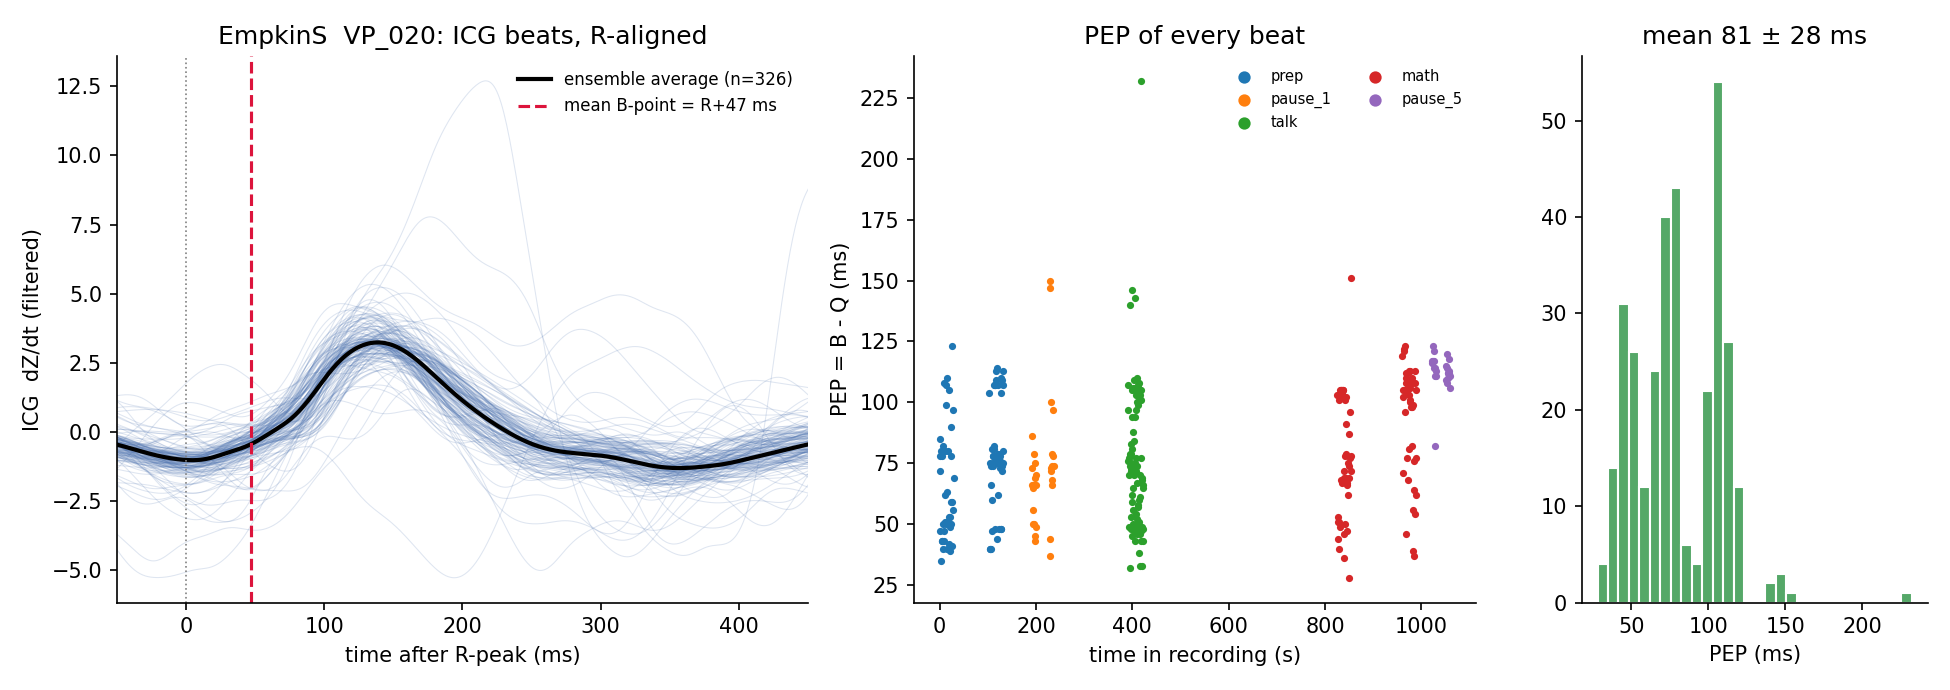 EmpkinS  VP_020: ICG beats, R-aligned
ensemble average (n=326)
mean B-point = R+47 ms
12.5
10.0
7.5
5.0
2.5
0.0
−2.5
−5.0
ICG  dZ/dt (filtered)
0
100
200
300
400
time after R-peak (ms)
PEP of every beat
prep
pause_1
talk
math
pause_5
225
200
175
150
125
100
75
50
25
PEP = B - Q (ms)
0
200
400
600
800
1000
time in recording (s)
mean 81 ± 28 ms
50
40
30
20
10
0
50
100
150
200
PEP (ms)